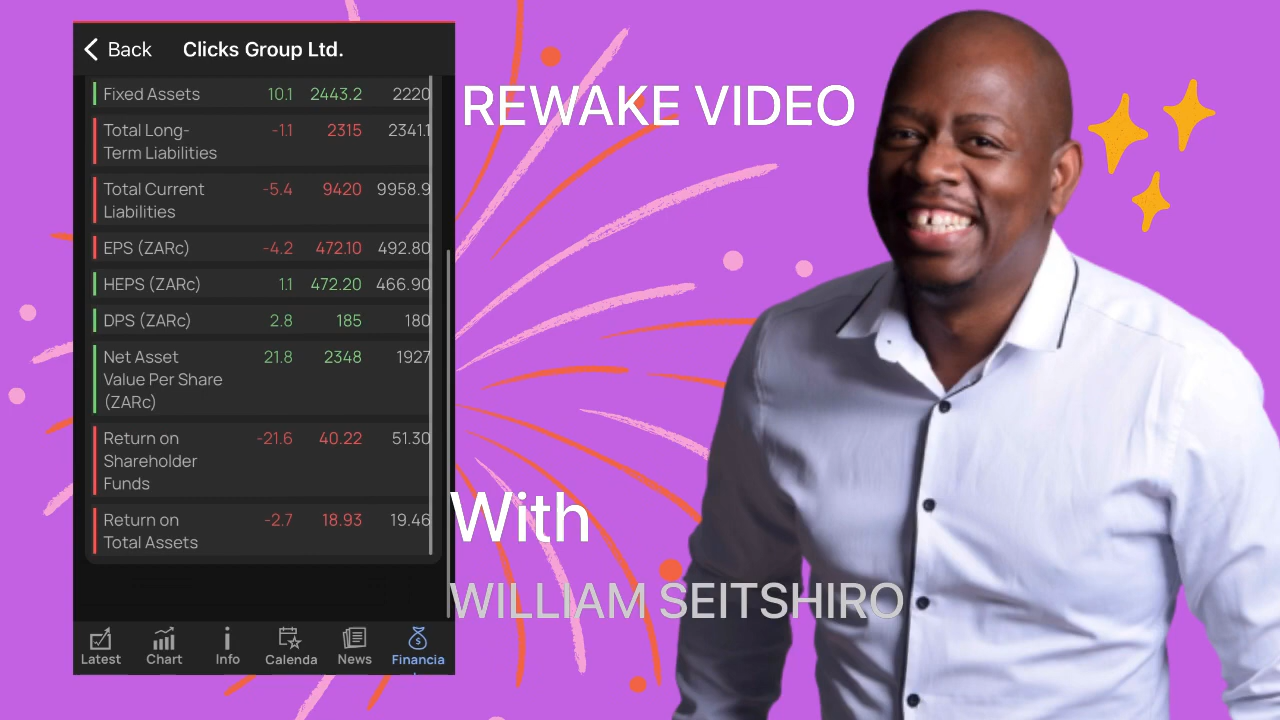 Back Clicks Group Ltd.
Fixed Assets 10.1 2443.2 2220
Total Long-
Term Liabilities -1.1 2315 2341.1
Total Current
Liabilities -5.4 9420 9958.9
EPS (ZARc) -4.2 472.10 492.80
HEPS (ZARc) 1.1 472.20 466.90
DPS (ZARc) 2.8 185 180
Net Asset
Value Per Share
(ZARc) 21.8 2348 1927
Return on
Shareholder
Funds -21.6 40.22 51.30
Return on
Total Assets -2.7 18.93 19.46
Latest Chart Info Calenda News Financia
REWAKE VIDEO
With
WILLIAM SEITSHIRO